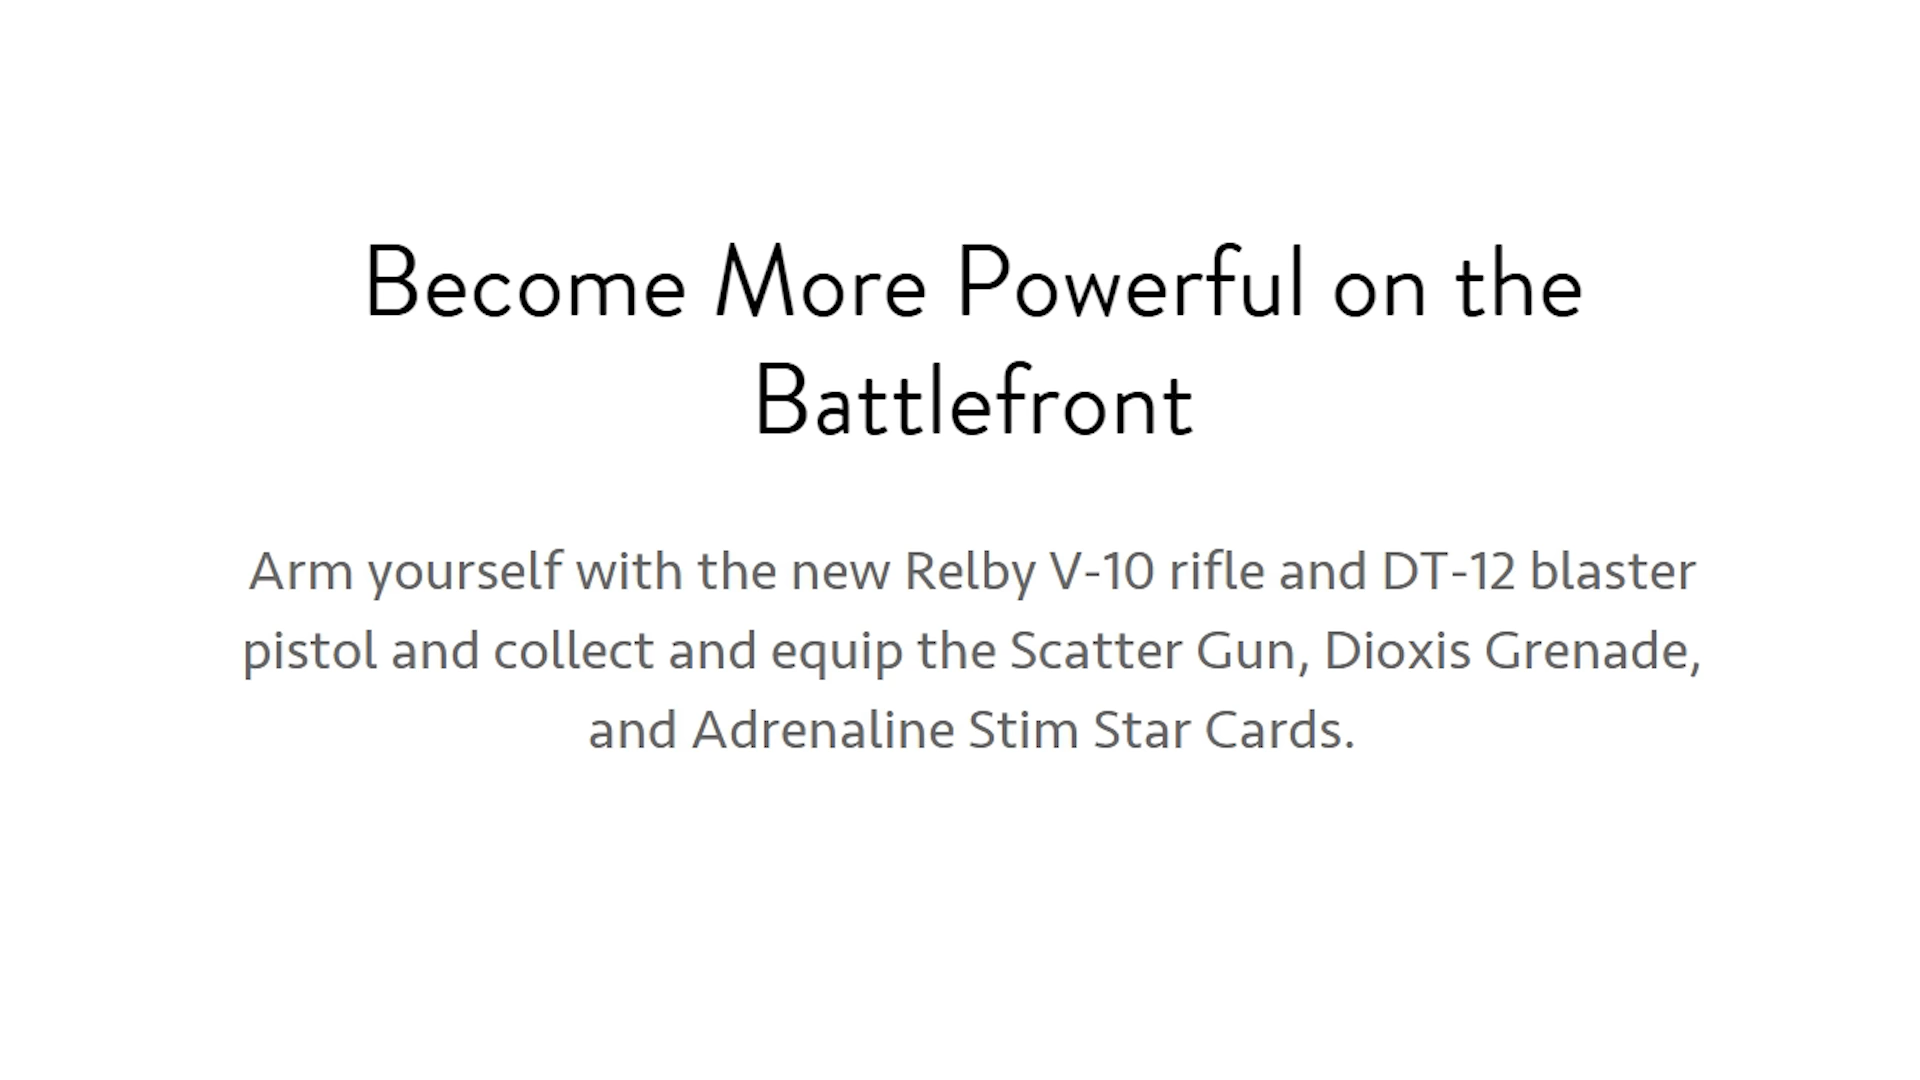 Become More Powerful on the
Battlefront
Arm yourself with the new Relby V-10 rifle and DT-12 blaster
pistol and collect and equip the Scatter Gun, Dioxis Grenade,
and Adrenaline Stim Star Cards.